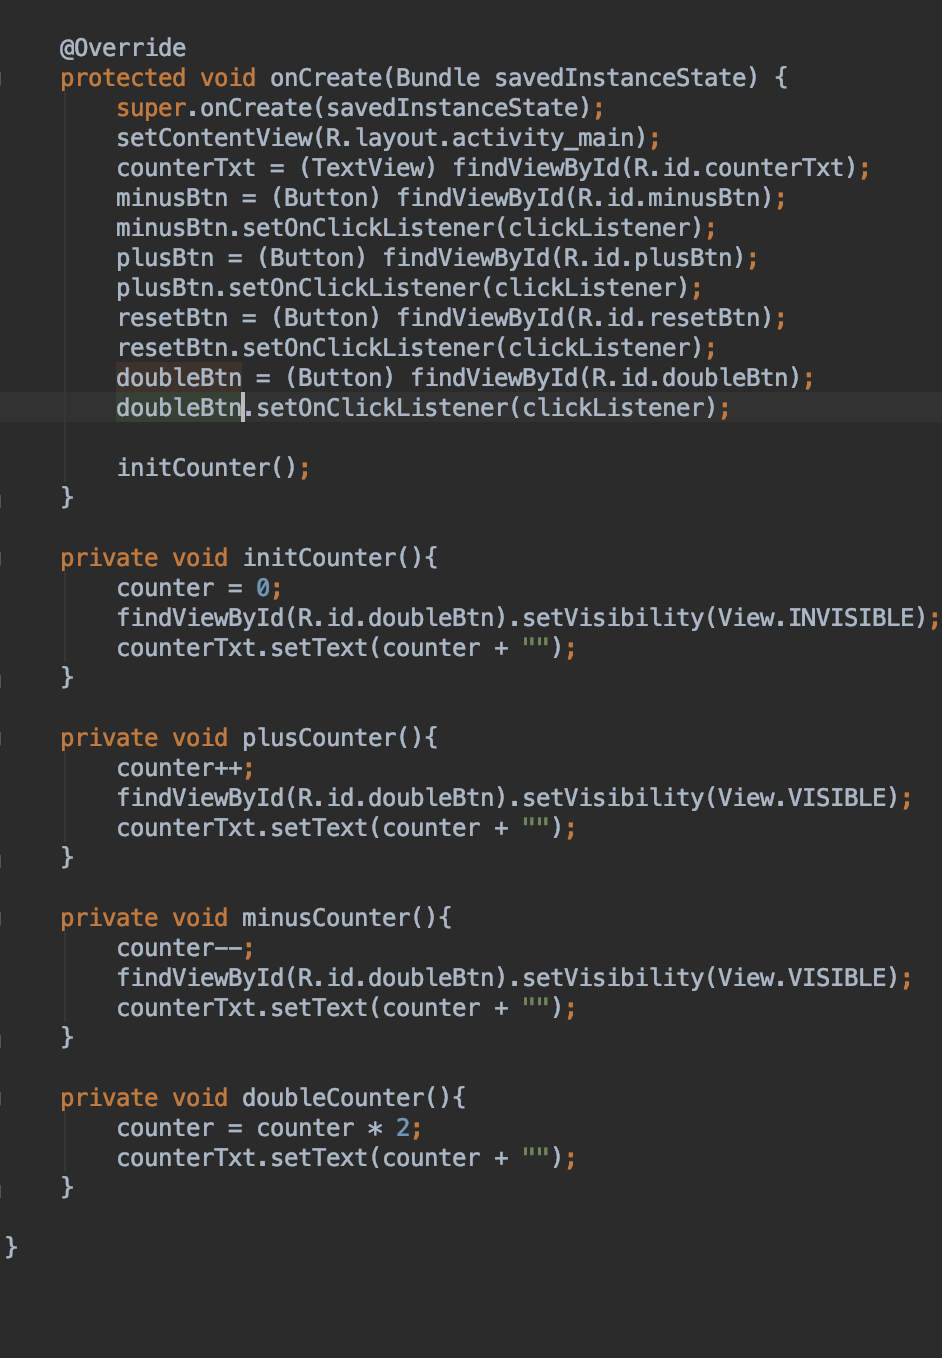 @Override
protected void onCreate(Bundle savedInstanceState) {
super.onCreate(savedInstanceState);
setContentView(R.layout.activity_main);
counterTxt = (TextView) findViewById(R.id.counterTxt);
minusBtn = (Button) findViewById(R.id.minusBtn);
minusBtn.setOnClickListener(clickListener);
plusBtn = (Button) findViewById(R.id.plusBtn);
plusBtn.setOnClickListener(clickListener);
resetBtn = (Button) findViewById(R.id.resetBtn);
resetBtn.setOnClickListener(clickListener);
doubleBtn = (Button) findViewById(R.id.doubleBtn);
doubleBtn.setOnClickListener(clickListener);
initCounter();
}
private void initCounter(){
counter = 0;
findViewById(R.id.doubleBtn).setVisibility(View.INVISIBLE);
counterTxt.setText(counter + "");
}
private void plusCounter(){
counter++;
findViewById(R.id.doubleBtn).setVisibility(View.VISIBLE);
counterTxt.setText(counter + "");
}
private void minusCounter(){
counter--;
findViewById(R.id.doubleBtn).setVisibility(View.VISIBLE);
counterTxt.setText(counter + "");
}
private void doubleCounter(){
counter = counter * 2;
counterTxt.setText(counter + "");
}
}